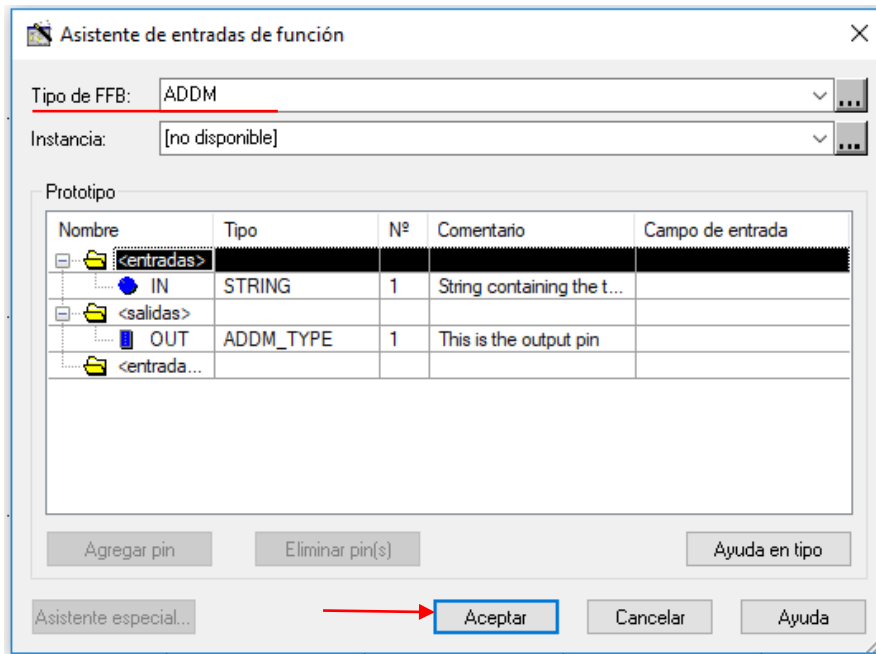 Asistente de entradas de función
Tipo de FFB: ADDM
Instancia: [no disponible]
Prototipo
Nombre Tipo Nº Comentario Campo de entrada
<entradas>
IN STRING 1 String containing the t...
<salidas>
OUT ADDM_TYPE 1 This is the output pin
<entrada...
Agregar pin Eliminar pin(s) Ayuda en tipo
Asistente especial... Aceptar Cancelar Ayuda